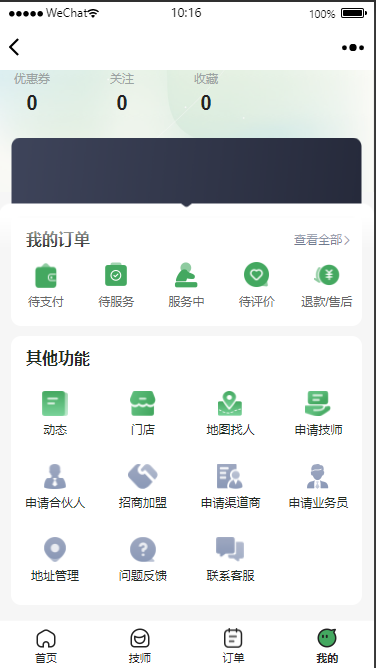 WeChat 10:16 100%
优惠券 关注 收藏
0 0 0
我的订单 查看全部
待支付 待服务 服务中 待评价 退款/售后
其他功能
动态 门店 地图找人 申请技师
申请合伙人 招商加盟 申请渠道商 申请业务员
地址管理 问题反馈 联系客服
首页 技师 订单 我的